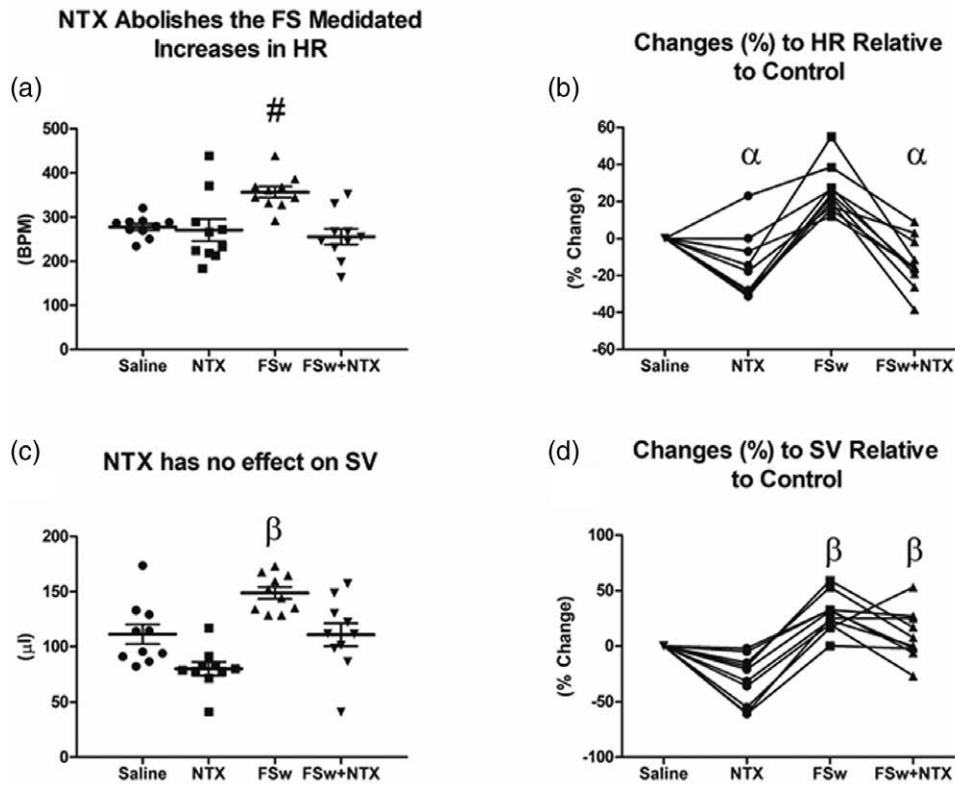 NTX Abolishes the FS Medidated
Increases in HR
(a)
#
500
400
300
200
100
0
(BPM)
Saline NTX FSw FSw+NTX
Changes (%) to HR Relative
to Control
(b)
α α
60
40
20
0
-20
-40
-60
(% Change)
Saline NTX FSw FSw+NTX
(c)
NTX has no effect on SV
β
200
150
100
50
0
(µl)
Saline NTX FSw FSw+NTX
(d)
Changes (%) to SV Relative
to Control
β β
100
50
0
-50
-100
(% Change)
Saline NTX FSw FSw+NTX